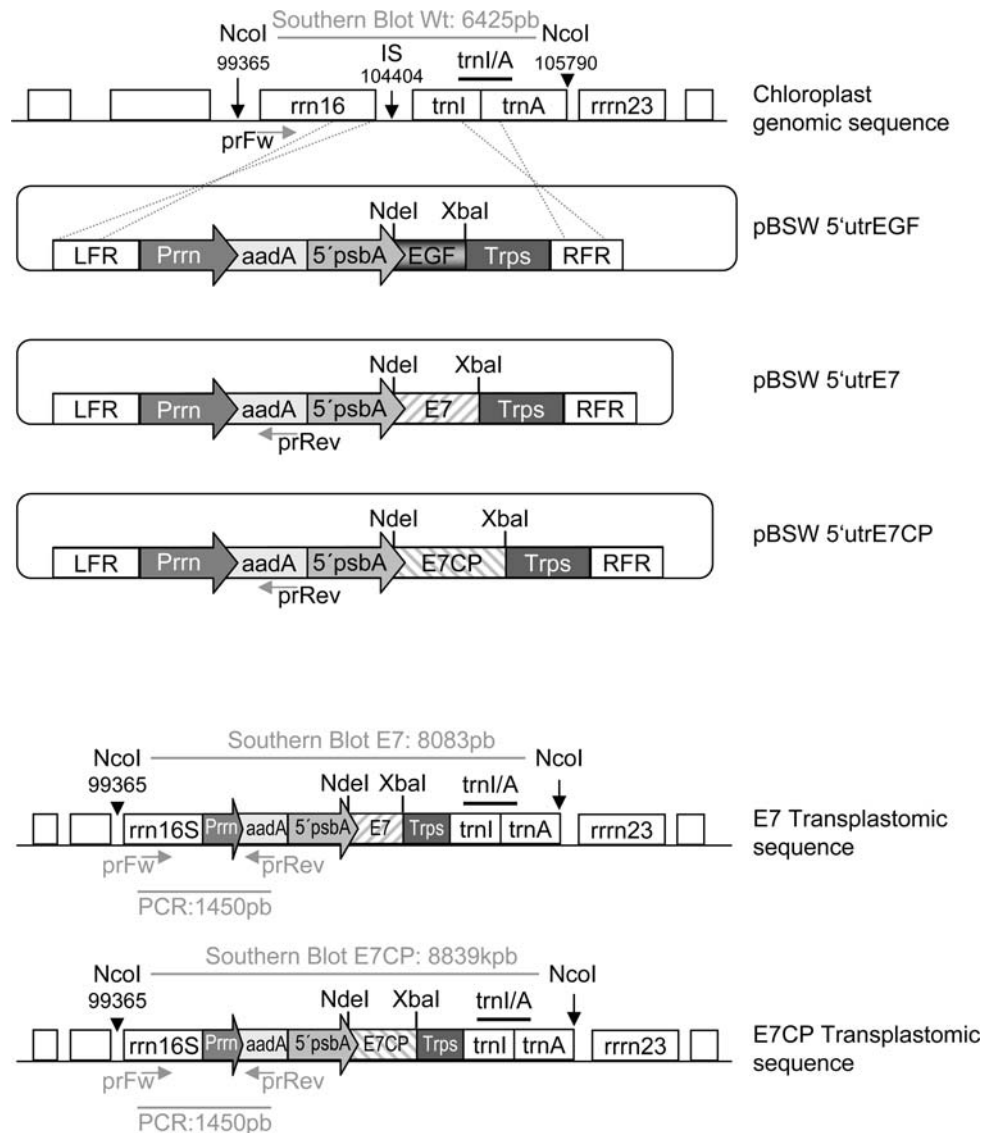 Southern Blot Wt: 6425pb
NcoI
99365
IS
104404
trnI/A
NcoI
105790
rrn16
trnI
trnA
rrrn23
Chloroplast
genomic sequence
prFw
NdeI
XbaI
LFR
Prrn
aadA
5´psbA
EGF
Trps
RFR
pBSW 5‘utrEGF
NdeI
XbaI
LFR
Prrn
aadA
5´psbA
E7
Trps
RFR
prRev
pBSW 5‘utrE7
NdeI
XbaI
LFR
Prrn
aadA
5´psbA
E7CP
Trps
RFR
prRev
pBSW 5‘utrE7CP
Southern Blot E7: 8083pb
NcoI
99365
NdeI
XbaI
trnI/A
NcoI
rrn16S
Prrn
aadA
5´psbA
E7
Trps
trnI
trnA
rrrn23
E7 Transplastomic
sequence
prFw
prRev
PCR:1450pb
Southern Blot E7CP: 8839kpb
NcoI
99365
NdeI
XbaI
trnI/A
NcoI
rrn16S
Prrn
aadA
5´psbA
E7CP
Trps
trnI
trnA
rrrn23
E7CP Transplastomic
sequence
prFw
prRev
PCR:1450pb